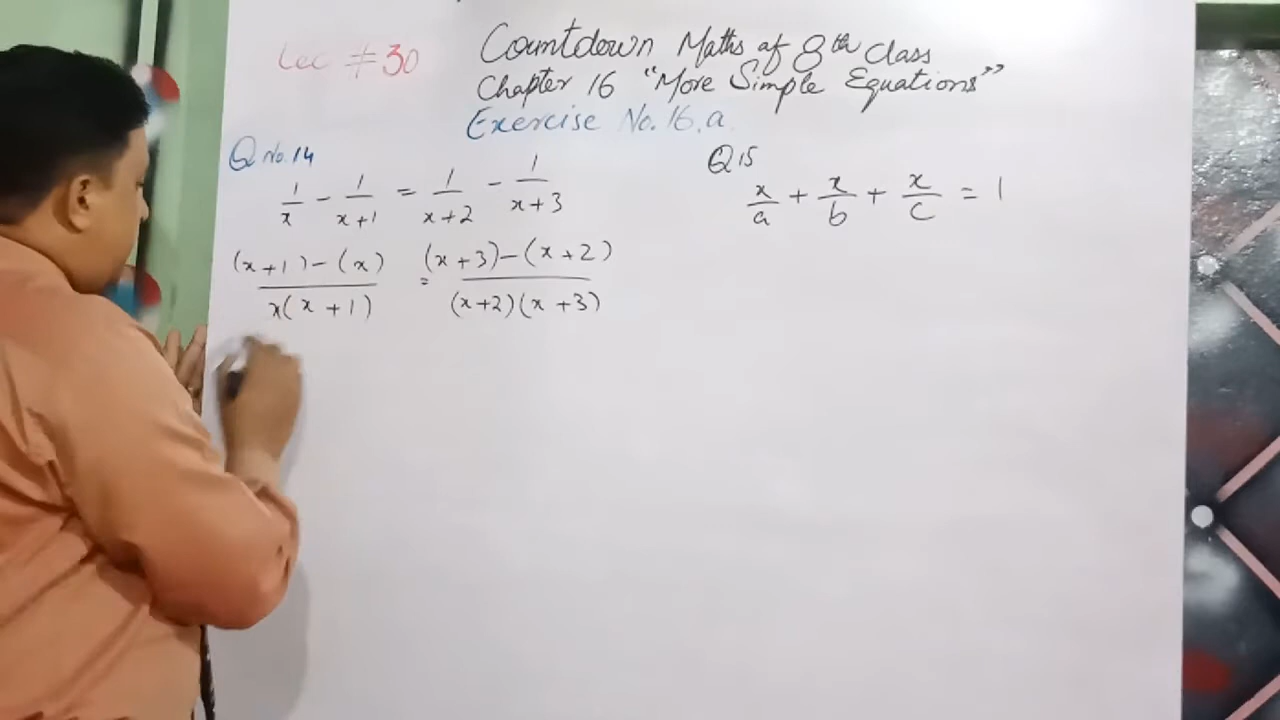 Lec # 30
Countdown Maths of 8th Class
Chapter 16 "More Simple Equations"
Exercise No. 16.a
Q No. 14
1/x - 1/(x+1) = 1/(x+2) - 1/(x+3)
((x+1)-(x))/(x(x+1)) = ((x+3)-(x+2))/((x+2)(x+3))
Q 15
x/a + x/b + x/c = 1